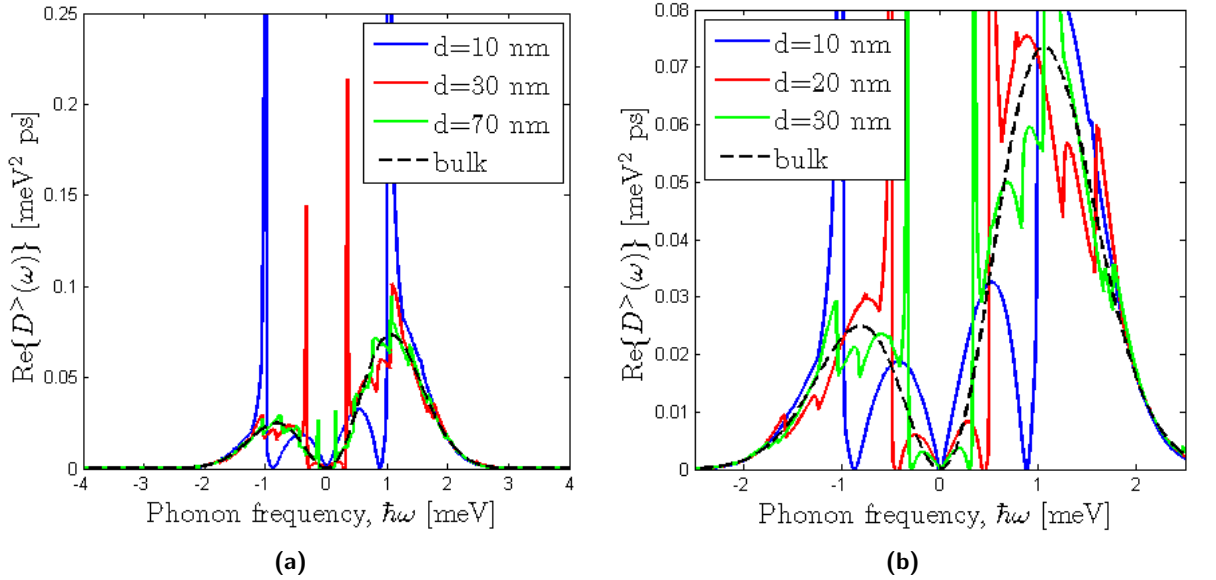 0.25
0.2
0.15
0.1
0.05
0
-4
-3
-2
-1
0
1
2
3
4
Re{D^>(ω)} [meV² ps]
Phonon frequency, ħω [meV]
d=10 nm
d=30 nm
d=70 nm
bulk
(a)
0.08
0.07
0.06
0.05
0.04
0.03
0.02
0.01
0
-2
-1
0
1
2
Re{D^>(ω)} [meV² ps]
Phonon frequency, ħω [meV]
d=10 nm
d=20 nm
d=30 nm
bulk
(b)